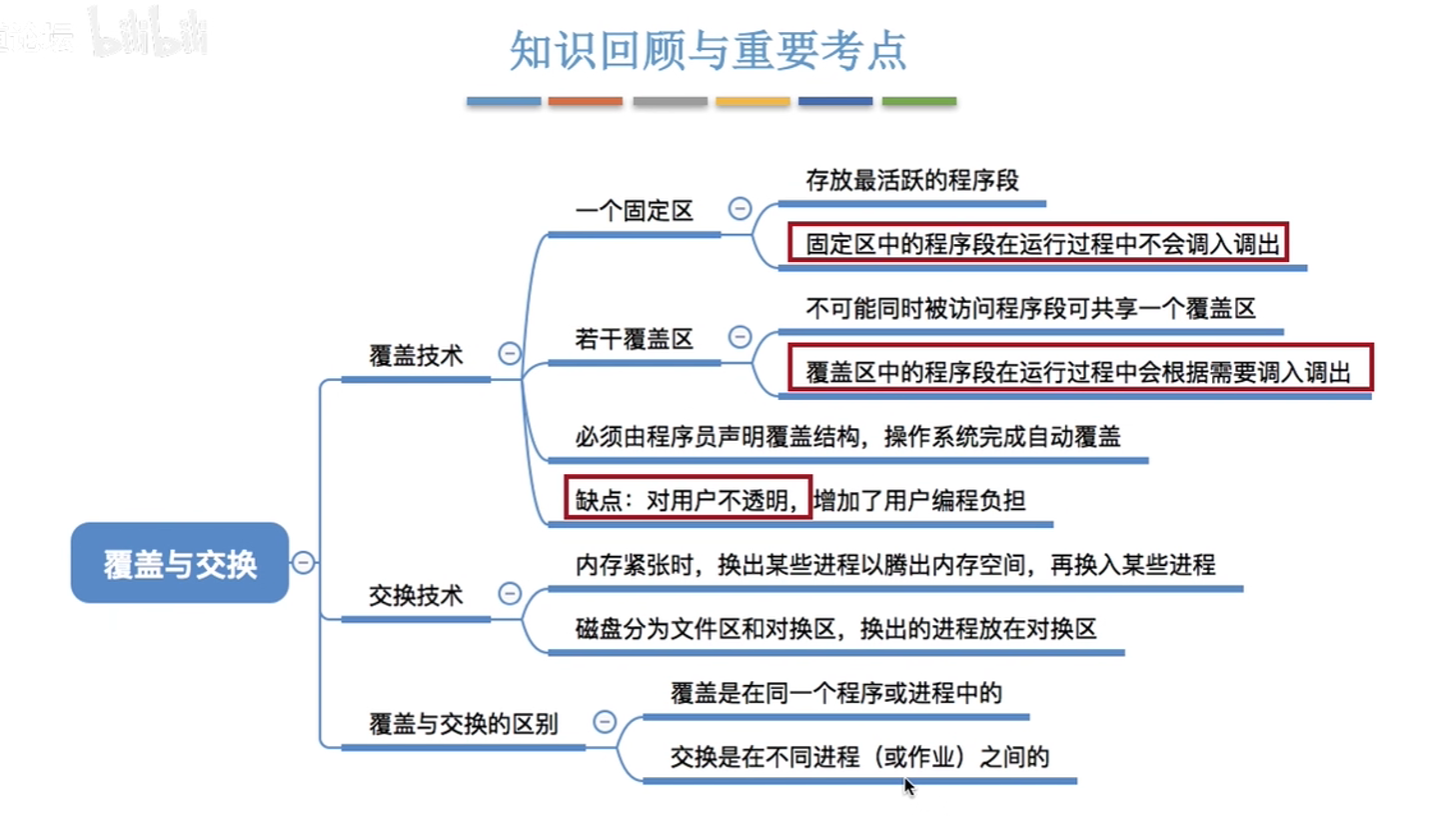 bilibili
知识回顾与重要考点
存放最活跃的程序段
一个固定区
固定区中的程序段在运行过程中不会调入调出
不可能同时被访问程序段可共享一个覆盖区
若干覆盖区
覆盖技术
覆盖区中的程序段在运行过程中会根据需要调入调出
必须由程序员声明覆盖结构，操作系统完成自动覆盖
缺点：对用户不透明，增加了用户编程负担
覆盖与交换
内存紧张时，换出某些进程以腾出内存空间，再换入某些进程
交换技术
磁盘分为文件区和对换区，换出的进程放在对换区
覆盖是在同一个程序或进程中的
覆盖与交换的区别
交换是在不同进程（或作业）之间的